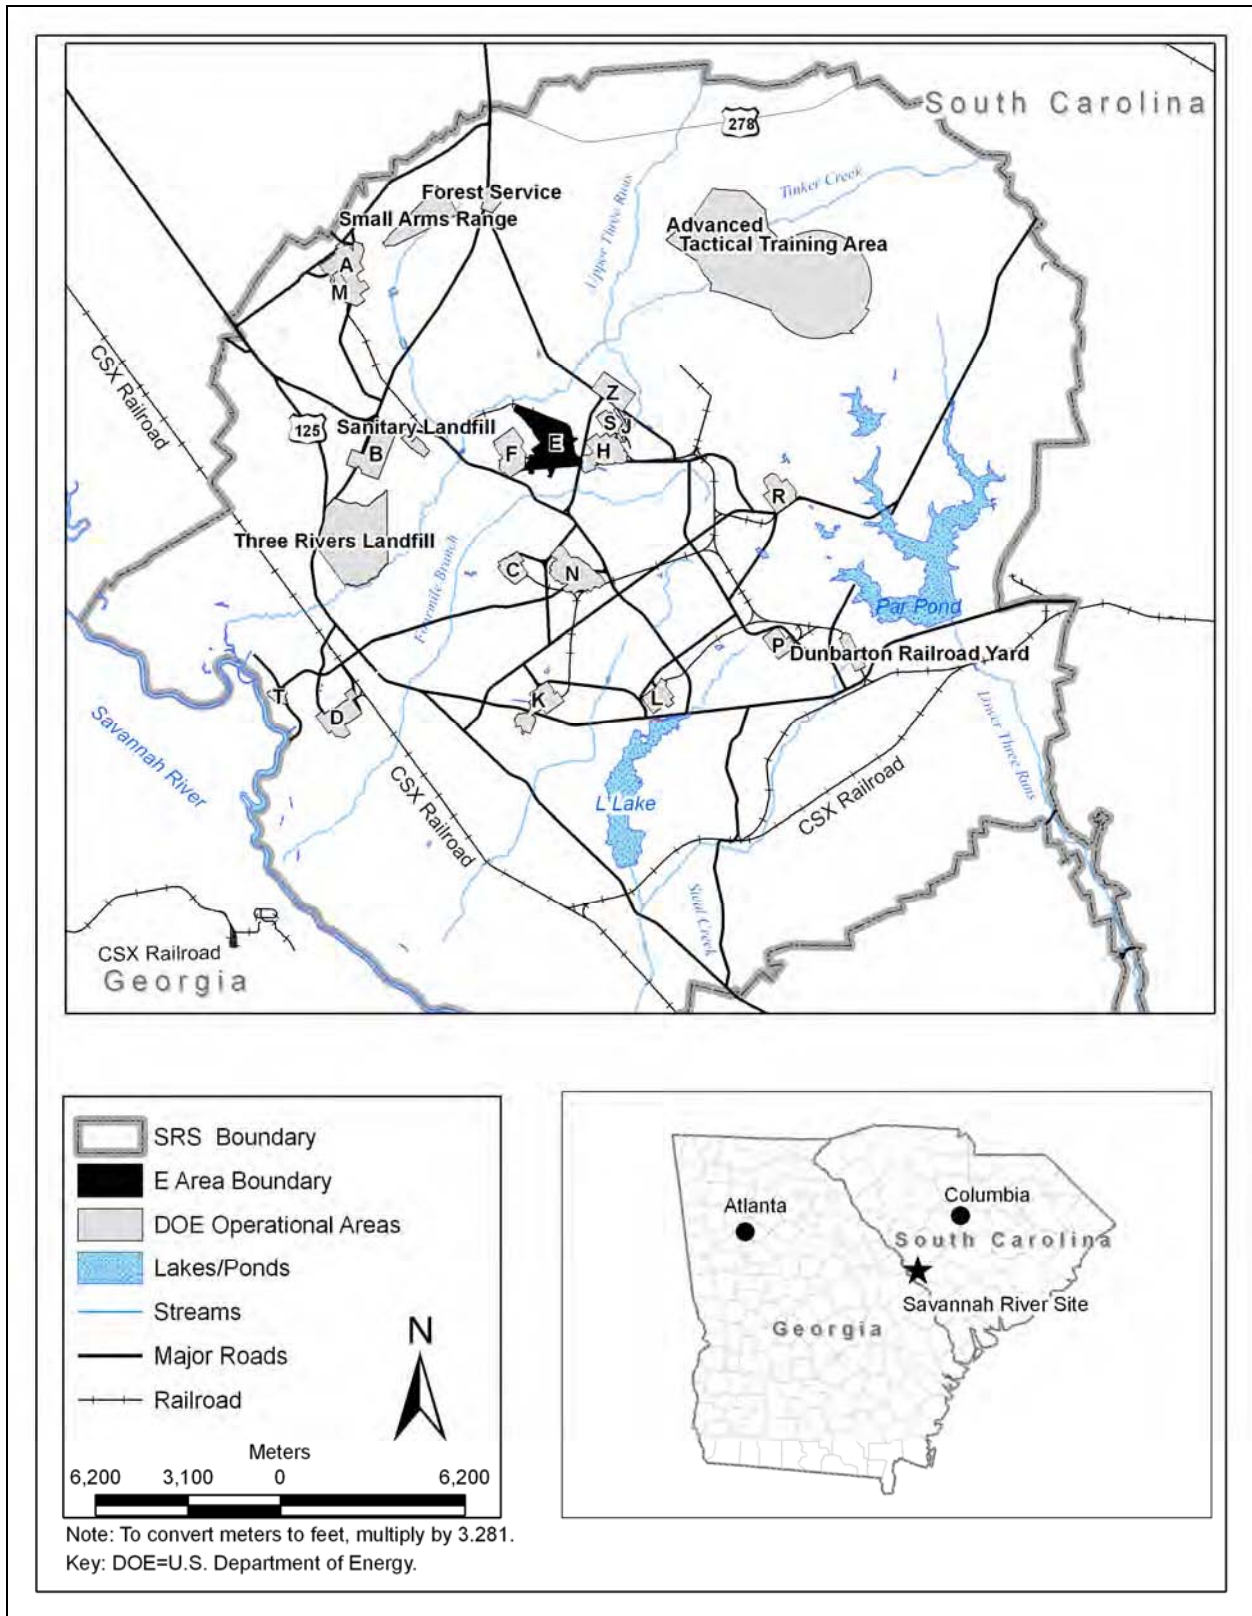 South Carolina
278
Upper Three Runs
Tinker Creek
Forest Service
Small Arms Range
Advanced
Tactical Training Area
A
M
CSX Railroad
125
Z
S
J
Sanitary Landfill
B
F
E
H
R
Three Rivers Landfill
Fourmile Branch
C
N
Par Pond
P
Dunbarton Railroad Yard
T
D
K
L
Savannah River
Lower Three Runs
CSX Railroad
CSX Railroad
L Lake
Steel Creek
CSX Railroad
Georgia
SRS Boundary
E Area Boundary
DOE Operational Areas
Lakes/Ponds
Streams
Major Roads
Railroad
N
Meters
6,200 3,100 0 6,200
Atlanta
Columbia
South Carolina
Savannah River Site
Georgia
Note: To convert meters to feet, multiply by 3.281.
Key: DOE=U.S. Department of Energy.